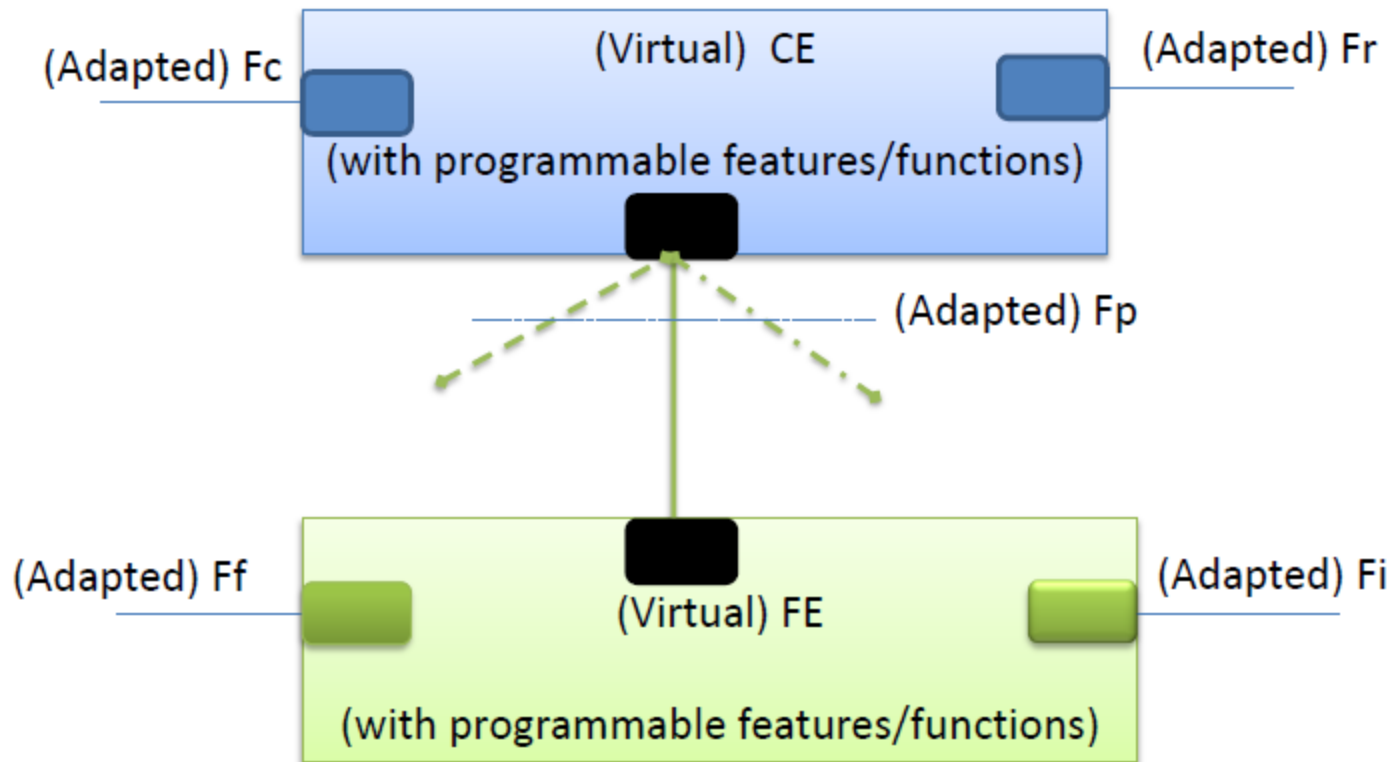 (Adapted) Fc
(Virtual) CE
(Adapted) Fr
(with programmable features/functions)
(Adapted) Fp
(Adapted) Ff
(Adapted) Fi
(Virtual) FE
(with programmable features/functions)